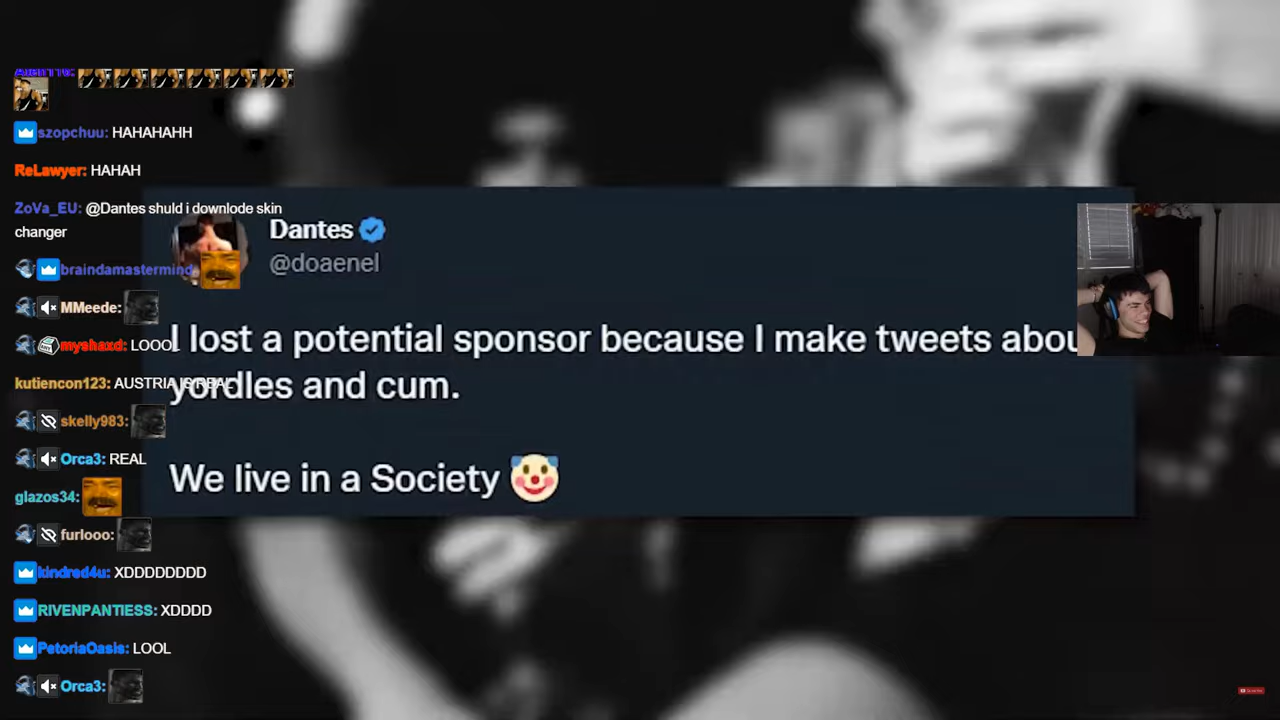 szopchuu: HAHAHAHH
ReLawyer: HAHAH
ZoVa_EU: @Dantes shuld i downlode skin
changer
braindamastermind
MMeede:
myshaxd: LOOOL
kutiencon123: AUSTRIA IS REAL
skelly983:
Orca3: REAL
glazos34:
furlooo:
kindred4u: XDDDDDDDD
RIVENPANTIESS: XDDDD
PetoriaOasis: LOOL
Orca3:
Dantes
@doaenel
I lost a potential sponsor because I make tweets abou
yordles and cum.
We live in a Society 🤡